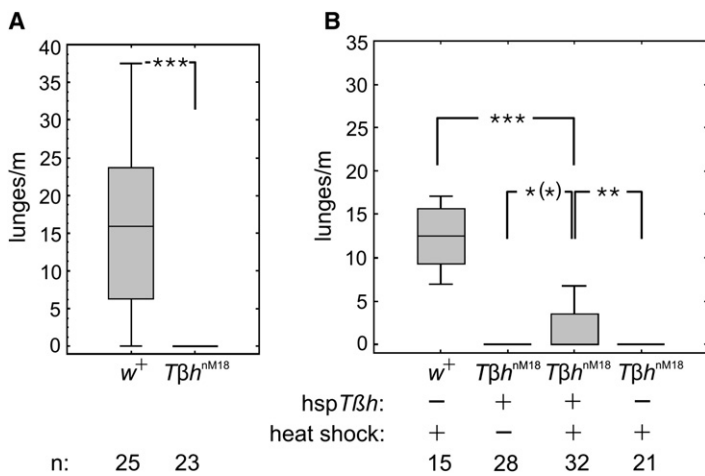 A
40
35
30
25
20
15
10
5
0
lunges/m
***
w+ Tβh^nM18
n: 25 23
B
35
30
25
20
15
10
5
0
lunges/m
***
*(*) **
w+ Tβh^nM18 Tβh^nM18 Tβh^nM18
hspTßh: − + + −
heat shock: + − + +
15 28 32 21